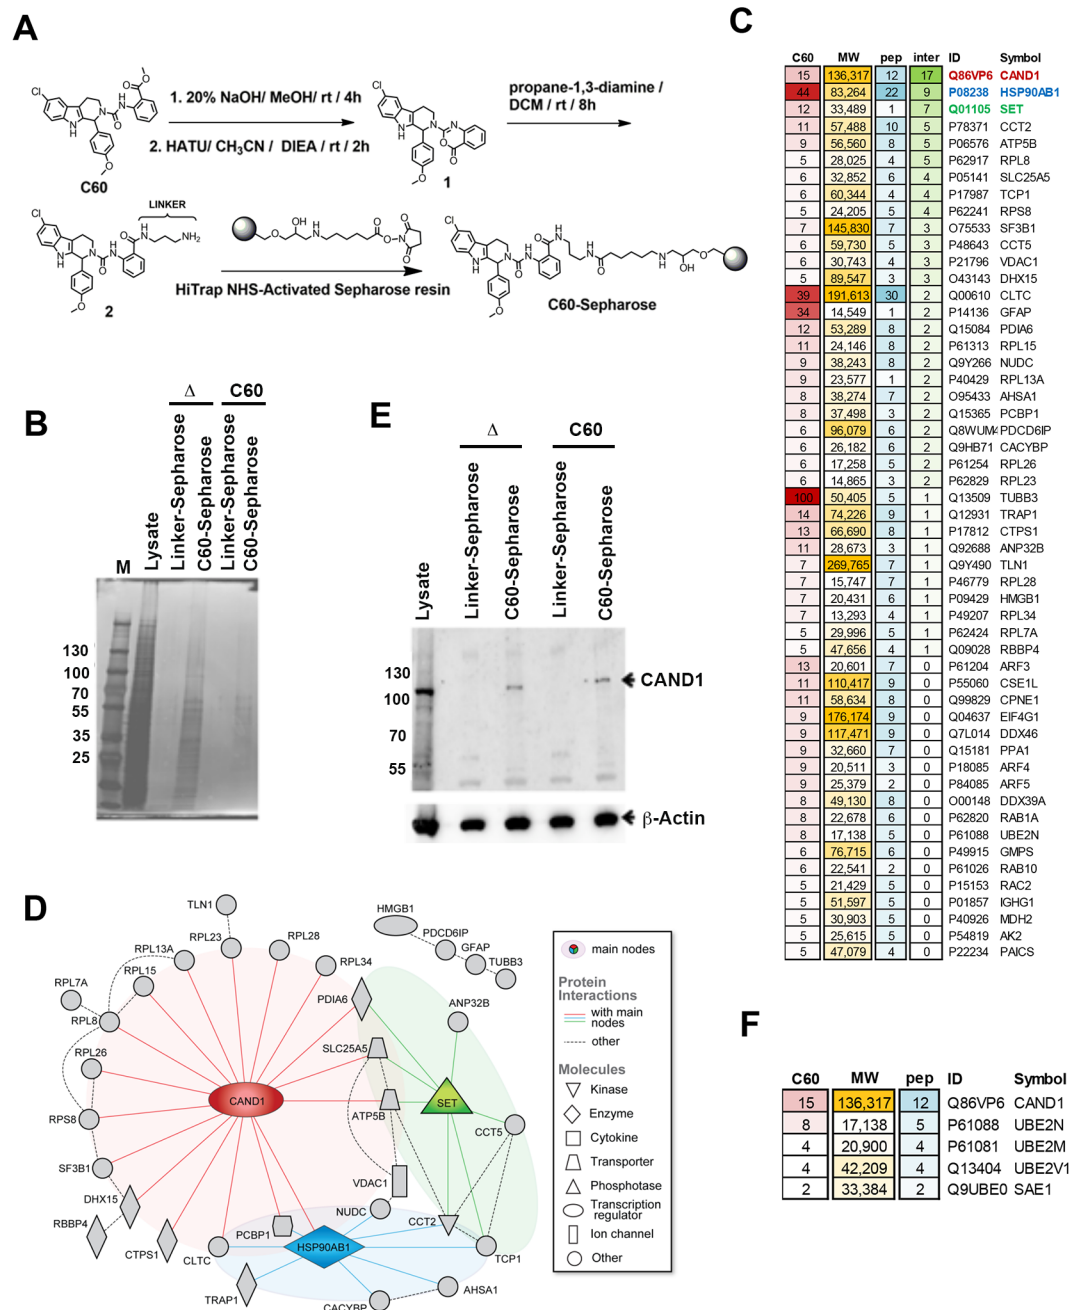 A
C60
1. 20% NaOH/ MeOH/ rt / 4h
2. HATU/ CH3CN / DIEA / rt / 2h
1
propane-1,3-diamine /
DCM / rt / 8h
LINKER
2
HiTrap NHS-Activated Sepharose resin
C60-Sepharose
B
Δ C60
Linker-Sepharose
C60-Sepharose
Linker-Sepharose
C60-Sepharose
M
Lysate
130
100
70
55
35
25
E
Δ C60
Lysate
Linker-Sepharose
C60-Sepharose
Linker-Sepharose
C60-Sepharose
130
100
70
55
CAND1
β-Actin
C
C60 MW pep inter ID Symbol
15 136,317 12 17 Q86VP6 CAND1
44 83,264 22 9 P08238 HSP90AB1
12 33,489 1 7 Q01105 SET
11 57,488 10 5 P78371 CCT2
9 56,560 8 5 P06576 ATP5B
5 28,025 4 5 P62917 RPL8
6 32,852 6 4 P05141 SLC25A5
6 60,344 4 4 P17987 TCP1
5 24,205 5 4 P62241 RPS8
7 145,830 7 3 O75533 SF3B1
6 59,730 5 3 P48643 CCT5
6 30,743 4 3 P21796 VDAC1
5 89,547 3 3 O43143 DHX15
39 191,613 30 2 Q00610 CLTC
34 14,549 1 2 P14136 GFAP
12 53,289 8 2 Q15084 PDIA6
11 24,146 8 2 P61313 RPL15
9 38,243 8 2 Q9Y266 NUDC
9 23,577 1 2 P40429 RPL13A
8 38,274 7 2 O95433 AHSA1
8 37,498 3 2 Q15365 PCBP1
6 96,079 6 2 Q8WUM4 PDCD6IP
6 26,182 6 2 Q9HB71 CACYBP
6 17,258 5 2 P61254 RPL26
6 14,865 3 2 P62829 RPL23
100 50,405 5 1 Q13509 TUBB3
14 74,226 9 1 Q12931 TRAP1
13 66,690 8 1 P17812 CTPS1
11 28,673 3 1 Q92688 ANP32B
7 269,765 7 1 Q9Y490 TLN1
7 15,747 7 1 P46779 RPL28
7 20,431 6 1 P09429 HMGB1
7 13,293 4 1 P49207 RPL34
5 29,996 5 1 P62424 RPL7A
5 47,656 4 1 Q09028 RBBP4
13 20,601 7 0 P61204 ARF3
11 110,417 9 0 P55060 CSE1L
11 58,634 8 0 Q99829 CPNE1
9 176,174 9 0 Q04637 EIF4G1
9 117,471 9 0 Q7L014 DDX46
9 32,660 7 0 Q15181 PPA1
9 20,511 3 0 P18085 ARF4
9 25,379 2 0 P84085 ARF5
8 49,130 8 0 O00148 DDX39A
8 22,678 6 0 P62820 RAB1A
8 17,138 5 0 P61088 UBE2N
6 76,715 6 0 P49915 GMPS
6 22,541 2 0 P61026 RAB10
5 21,429 5 0 P15153 RAC2
5 51,597 5 0 P01857 IGHG1
5 30,903 5 0 P40926 MDH2
5 25,615 5 0 P54819 AK2
5 47,079 4 0 P22234 PAICS
D
TLN1
RPL23
RPL28
RPL13A
RPL34
RPL15
RPL7A
RPL8
RPL26
RPS8
SF3B1
DHX15
RBBP4
CTPS1
CLTC
TRAP1
PCBP1
HSP90AB1
CACYBP
AHSA1
NUDC
CCT2
TCP1
VDAC1
CCT5
ATP5B
SLC25A5
PDIA6
SET
CAND1
ANP32B
HMGB1
PDCD6IP
GFAP
TUBB3
main nodes
Protein
Interactions
with main
nodes
other
Molecules
Kinase
Enzyme
Cytokine
Transporter
Phosphotase
Transcription
regulator
Ion channel
Other
F
C60 MW pep ID Symbol
15 136,317 12 Q86VP6 CAND1
8 17,138 5 P61088 UBE2N
4 20,900 4 P61081 UBE2M
4 42,209 4 Q13404 UBE2V1
2 33,384 2 Q9UBE0 SAE1